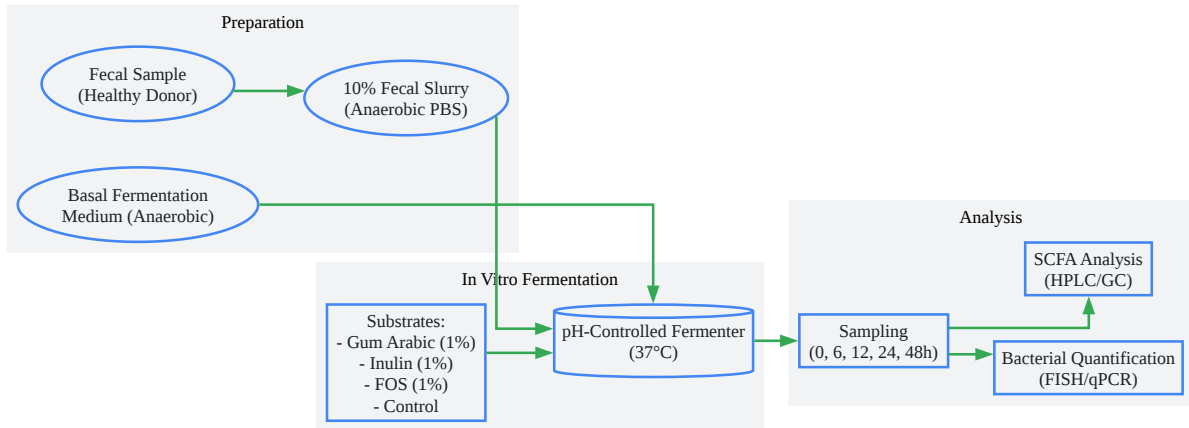 Preparation
Fecal Sample
(Healthy Donor)
10% Fecal Slurry
(Anaerobic PBS)
Basal Fermentation
Medium (Anaerobic)
In Vitro Fermentation
Substrates:
- Gum Arabic (1%)
- Inulin (1%)
- FOS (1%)
- Control
pH-Controlled Fermenter
(37°C)
Analysis
Sampling
(0, 6, 12, 24, 48h)
SCFA Analysis
(HPLC/GC)
Bacterial Quantification
(FISH/qPCR)